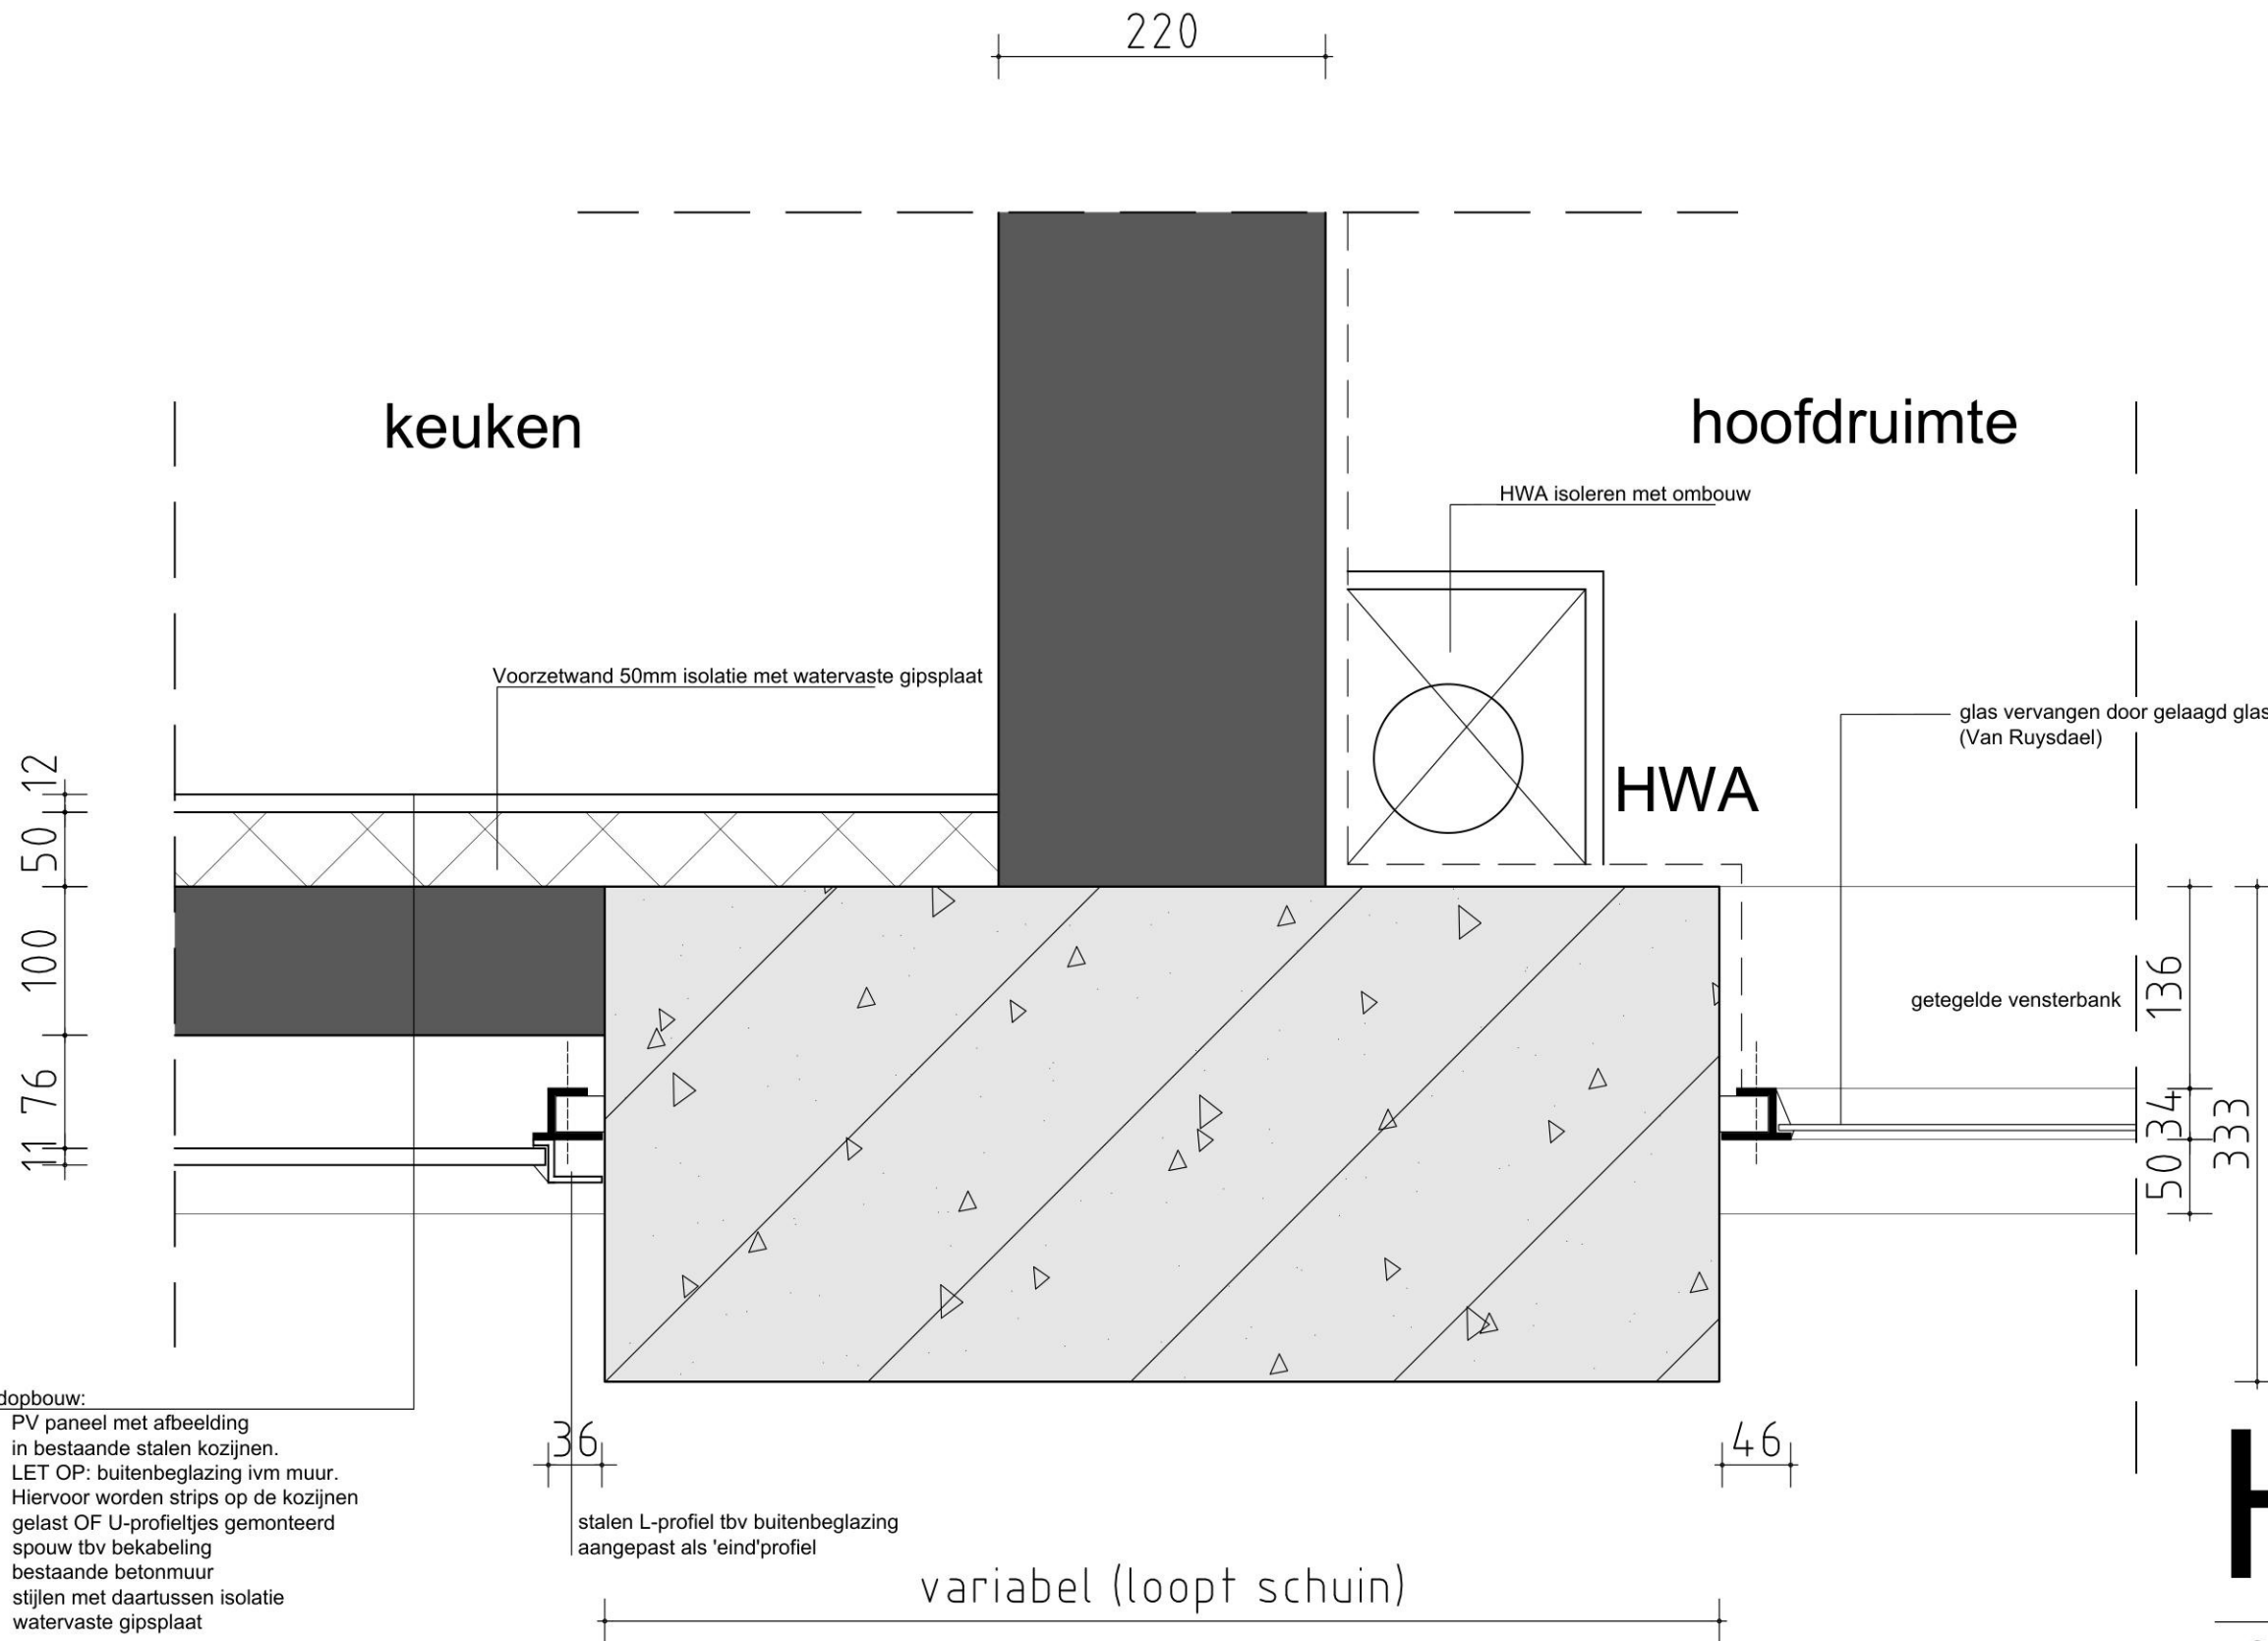 220
keuken
hoofdruimte
HWA isoleren met ombouw
Voorzetwand 50mm isolatie met watervaste gipsplaat
glas vervangen door gelaagd glas
(Van Ruysdael)
HWA
12
50
100
76
11
getegelde vensterbank
136
34
50
333
dopbouw:
PV paneel met afbeelding
in bestaande stalen kozijnen.
LET OP: buitenbeglazing ivm muur.
Hiervoor worden strips op de kozijnen
gelast OF U-profieltjes gemonteerd
spouw tbv bekabeling
bestaande betonmuur
stijlen met daartussen isolatie
watervaste gipsplaat
36
46
stalen L-profiel tbv buitenbeglazing
aangepast als 'eind'profiel
variabel (loopt schuin)
H